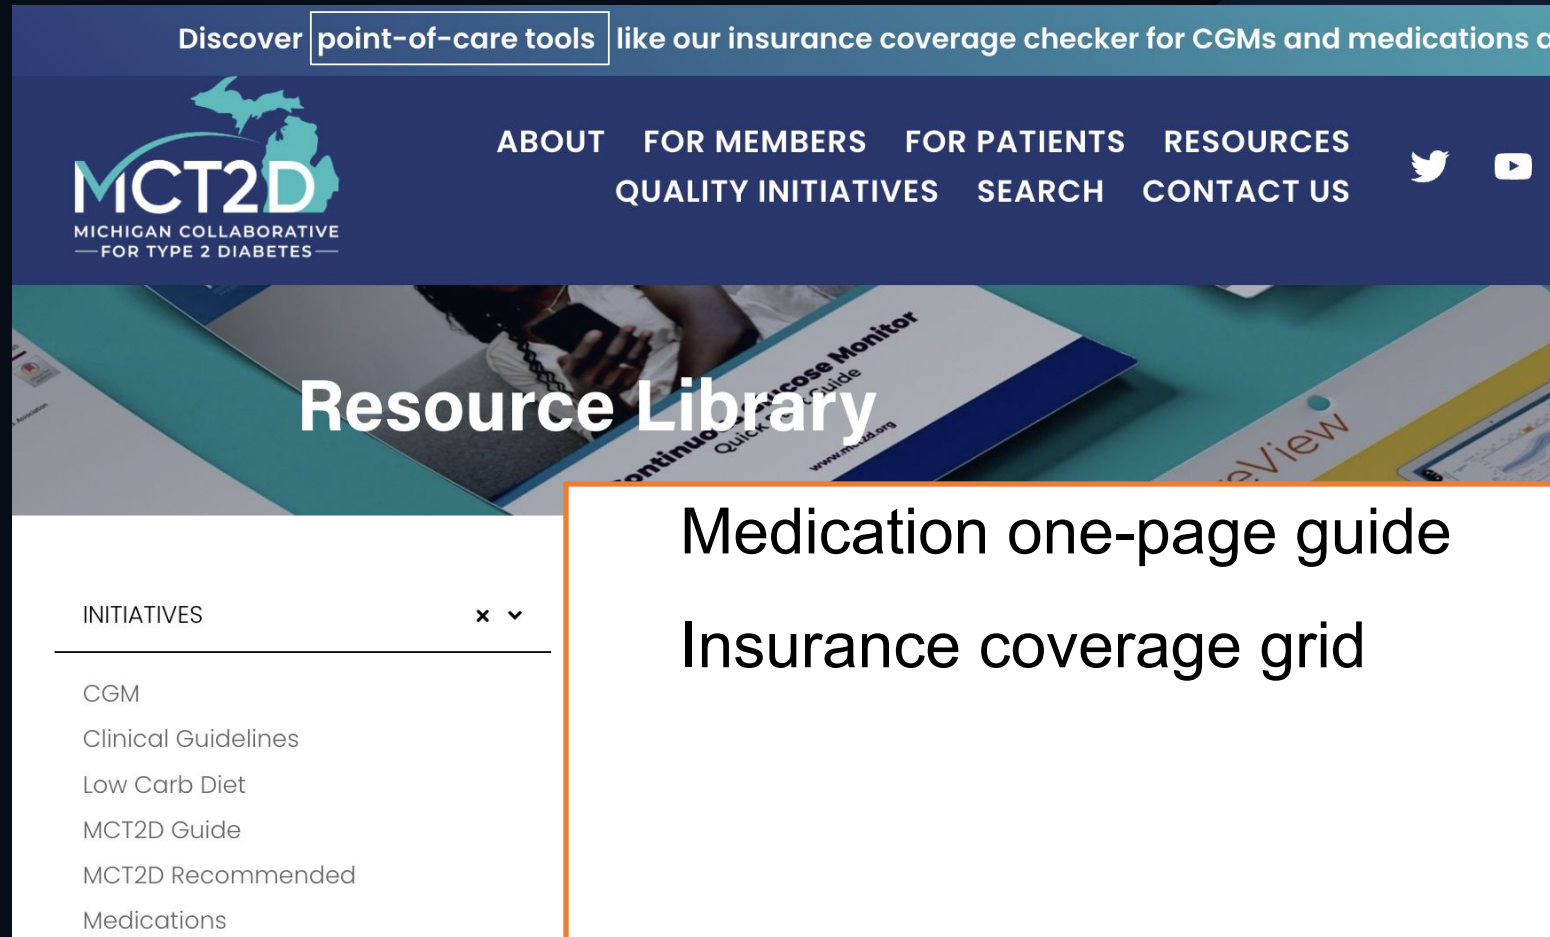 Discover point-of-care tools like our insurance coverage checker for CGMs and medications
MCT2D
MICHIGAN COLLABORATIVE
FOR TYPE 2 DIABETES
ABOUT FOR MEMBERS FOR PATIENTS RESOURCES
QUALITY INITIATIVES SEARCH CONTACT US
Resource Library
Quick Guide
Medication one-page guide
Insurance coverage grid
INITIATIVES
CGM
Clinical Guidelines
Low Carb Diet
MCT2D Guide
MCT2D Recommended
Medications